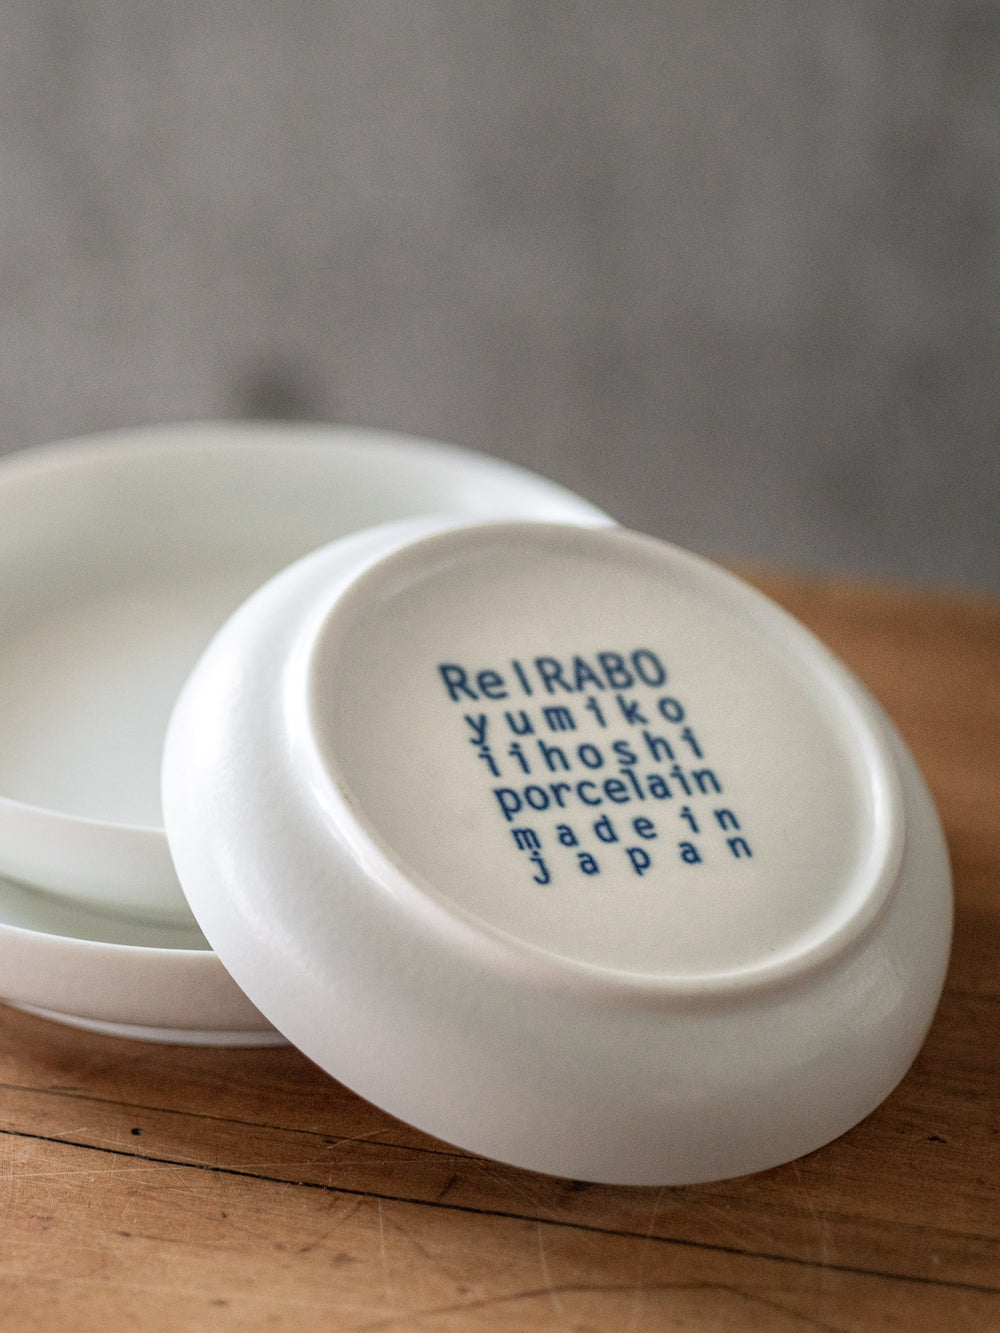 ReIRABO
yumiko
iihoshi
porcelain
made in
japan